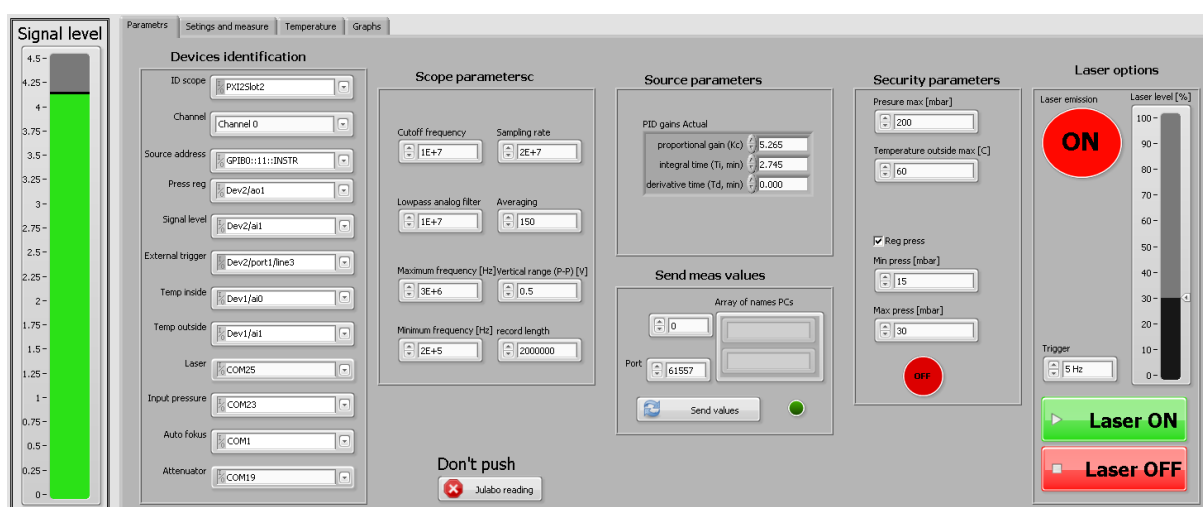 Signal level
4.5
4.25
4
3.75
3.5
3.25
3
2.75
2.5
2.25
2
1.75
1.5
1.25
1
0.75
0.5
0.25
0
Parametrs
Setings and measure
Temperature
Graphs
Devices identification
ID scope
PXI2Slot2
Channel
Channel 0
Source address
GPIB0::11::INSTR
Press reg
Dev2/ao1
Signal level
Dev2/ai1
External trigger
Dev2/port1/line3
Temp inside
Dev1/ai0
Temp outside
Dev1/ai1
Laser
COM25
Input pressure
COM23
Auto fokus
COM1
Attenuator
COM19
Scope parametersc
Cutoff frequency
1E+7
Sampling rate
2E+7
Lowpass analog filter
1E+7
Averaging
150
Maximum frequency [Hz]
3E+6
Vertical range (P-P) [V]
0.5
Minimum frequency [Hz]
2E+5
record length
2000000
Don't push
Julabo reading
Source parameters
PID gains Actual
proportional gain (Kc) 5.265
integral time (Ti, min) 2.745
derivative time (Td, min) 0.000
Send meas values
Array of names PCs
0
Port 61557
Send values
Security parameters
Presure max [mbar]
200
Temperature outside max [C]
60
Reg press
Min press [mbar]
15
Max press [mbar]
30
OFF
Laser options
Laser emission
ON
Laser level [%]
100
90
80
70
60
50
40
30
20
10
0
Trigger
5 Hz
Laser ON
Laser OFF